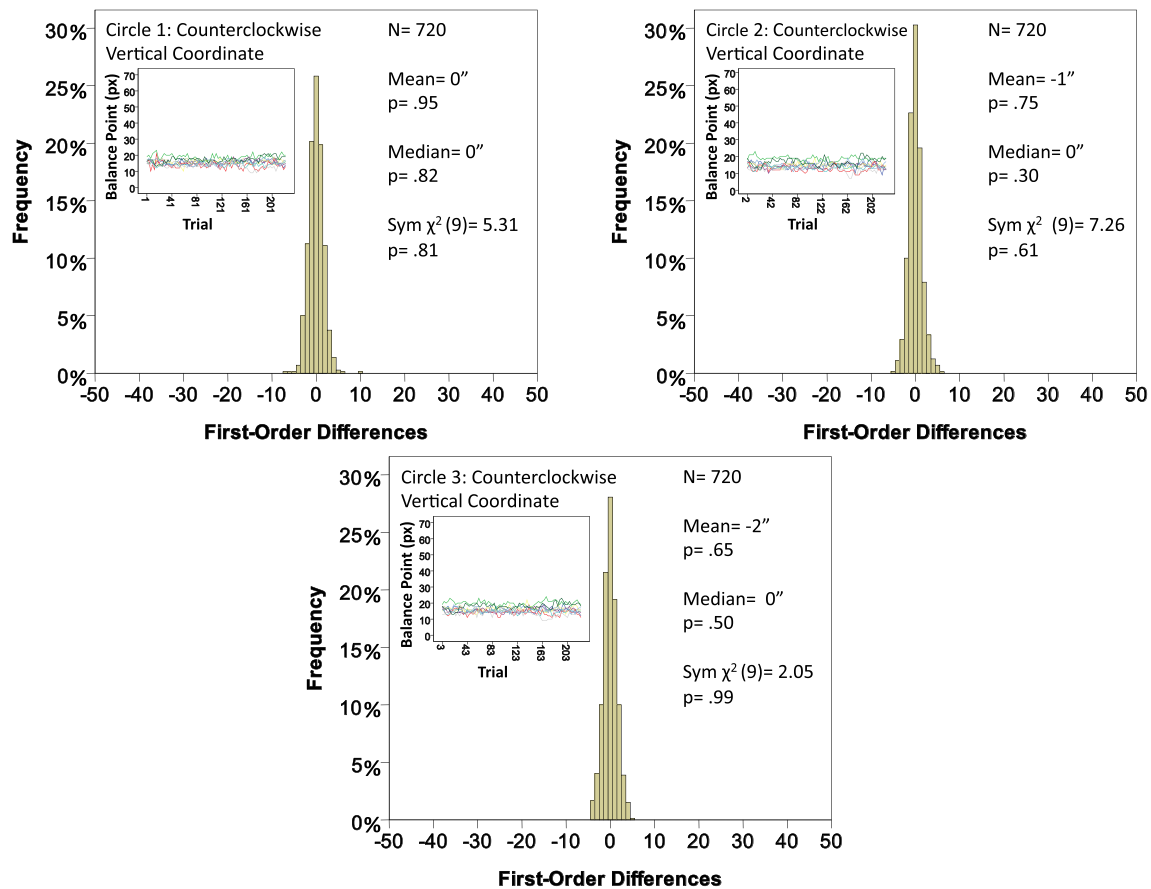 Circle 1: Counterclockwise
Vertical Coordinate
N= 720
Mean= 0”
p= .95
Median= 0”
p= .82
Sym χ² (9)= 5.31
p= .81
Frequency
30%
25%
20%
15%
10%
5%
0%
Balance Point (px)
70
60
50
40
30
20
10
0
1
41
81
121
161
201
Trial
-50
-40
-30
-20
-10
0
10
20
30
40
50
First-Order Differences
Circle 2: Counterclockwise
Vertical Coordinate
N= 720
Mean= -1”
p= .75
Median= 0”
p= .30
Sym χ² (9)= 7.26
p= .61
Frequency
30%
25%
20%
15%
10%
5%
0%
Balance Point (px)
70
60
50
40
30
20
10
0
2
42
82
122
162
202
Trial
-50
-40
-30
-20
-10
0
10
20
30
40
50
First-Order Differences
Circle 3: Counterclockwise
Vertical Coordinate
N= 720
Mean= -2”
p= .65
Median= 0”
p= .50
Sym χ² (9)= 2.05
p= .99
Frequency
30%
25%
20%
15%
10%
5%
0%
Balance Point (px)
70
60
50
40
30
20
10
0
3
43
83
123
163
203
Trial
-50
-40
-30
-20
-10
0
10
20
30
40
50
First-Order Differences